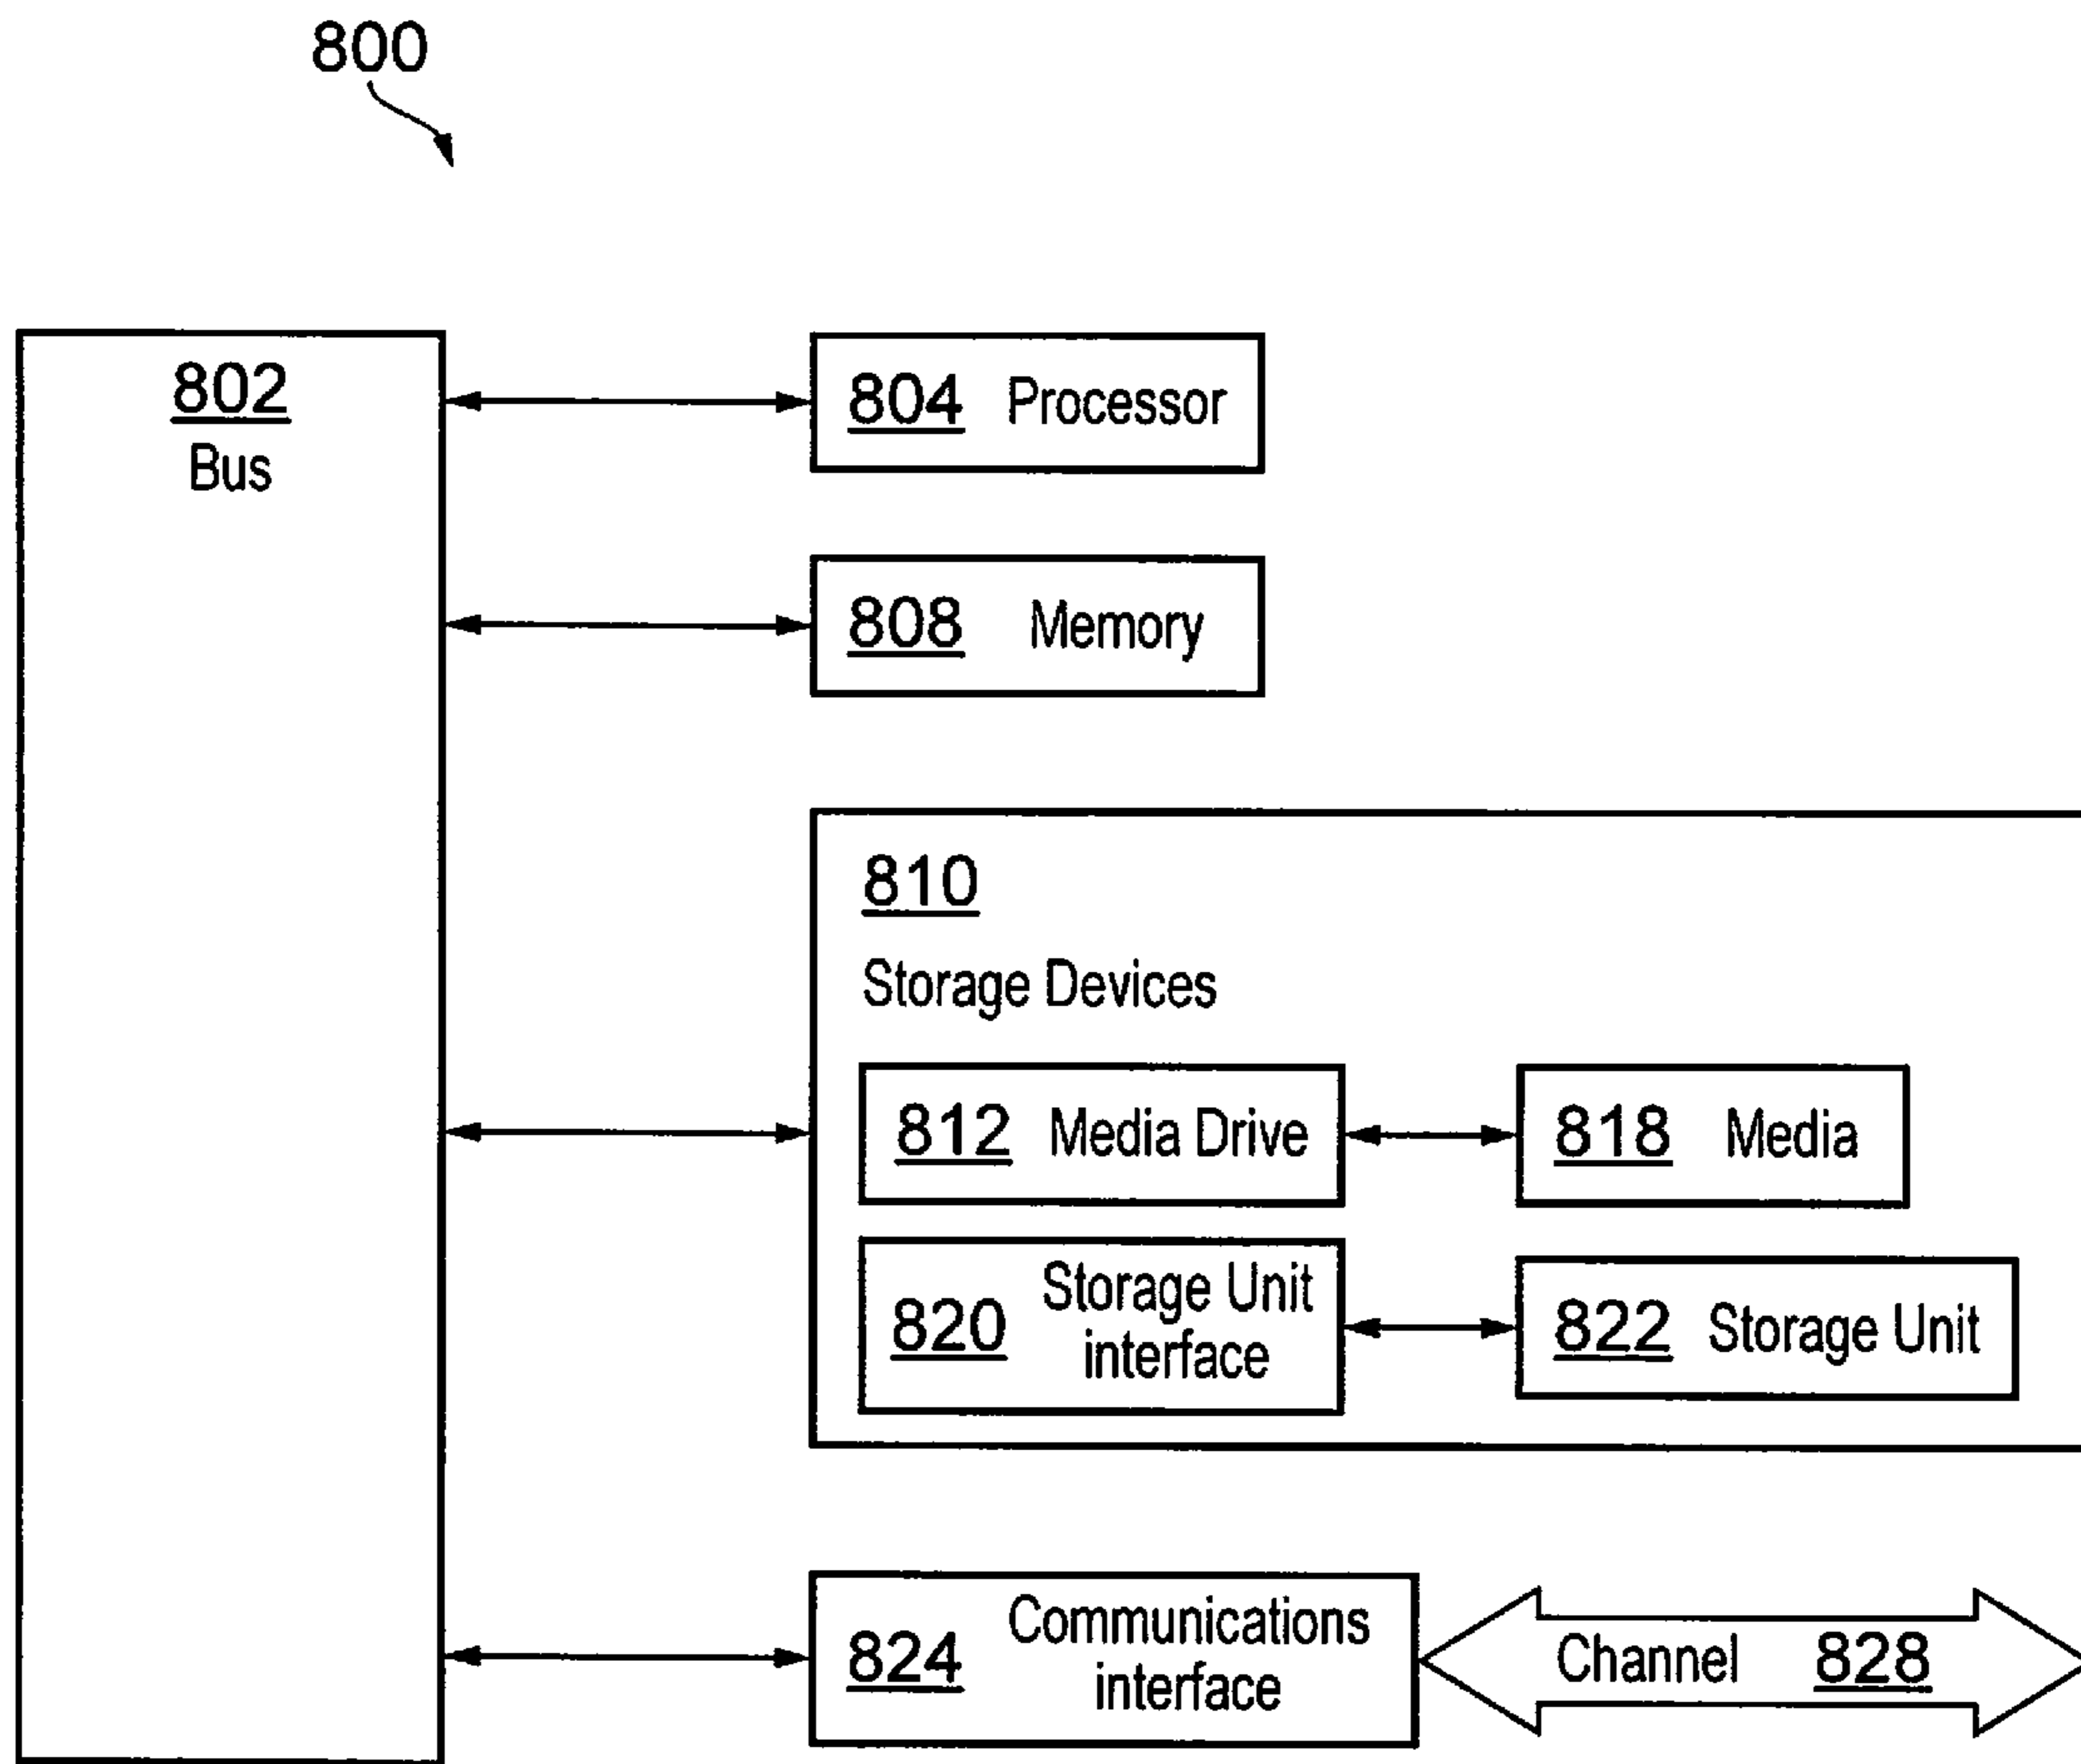 800
802
Bus
804 Processor
808 Memory
810
Storage Devices
812 Media Drive
818 Media
820 Storage Unit
interface
822 Storage Unit
824 Communications
interface
Channel 828